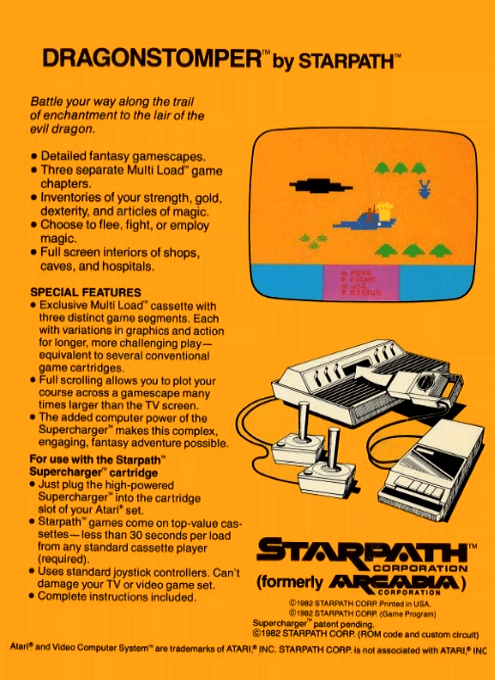 DRAGONSTOMPER™ by STARPATH™
Battle your way along the trail
of enchantment to the lair of the
evil dragon.
• Detailed fantasy gamescapes.
• Three separate Multi Load™ game
chapters.
• Inventories of your strength, gold,
dexterity, and articles of magic.
• Choose to flee, fight, or employ
magic.
• Full screen interiors of shops,
caves, and hospitals.
SPECIAL FEATURES
• Exclusive Multi Load™ cassette with
three distinct game segments. Each
with variations in graphics and action
for longer, more challenging play—
equivalent to several conventional
game cartridges.
• Full scrolling allows you to plot your
course across a gamescape many
times larger than the TV screen.
• The added computer power of the
Supercharger™ makes this complex,
engaging, fantasy adventure possible.
For use with the Starpath™
Supercharger™ cartridge
• Just plug the high-powered
Supercharger™ into the cartridge
slot of your Atari® set.
• Starpath™ games come on top-value cas-
settes— less than 30 seconds per load
from any standard cassette player
(required).
• Uses standard joystick controllers. Can't
damage your TV or video game set.
• Complete instructions included.
MOVE
FIGHT
USE
STATUS
STARPATH™
CORPORATION
(formerly ARCADIA)
CORPORATION
©1982 STARPATH CORP. Printed in USA.
©1982 STARPATH CORP. (Game Program)
Supercharger™ patent pending.
©1982 STARPATH CORP. (ROM code and custom circuit)
Atari® and Video Computer System™ are trademarks of ATARI,® INC. STARPATH CORP. is not associated with ATARI,® INC